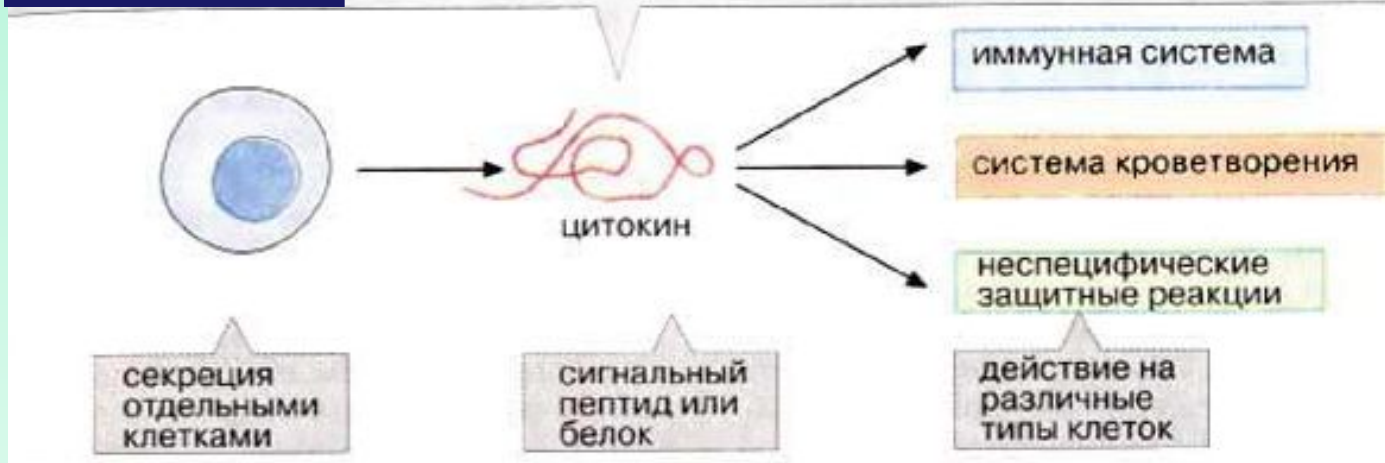 иммунная система
система кроветворения
цитокин
неспецифические
защитные реакции
секреция
отдельными
клетками
сигнальный
пептид или
белок
действие на
различные
типы клеток